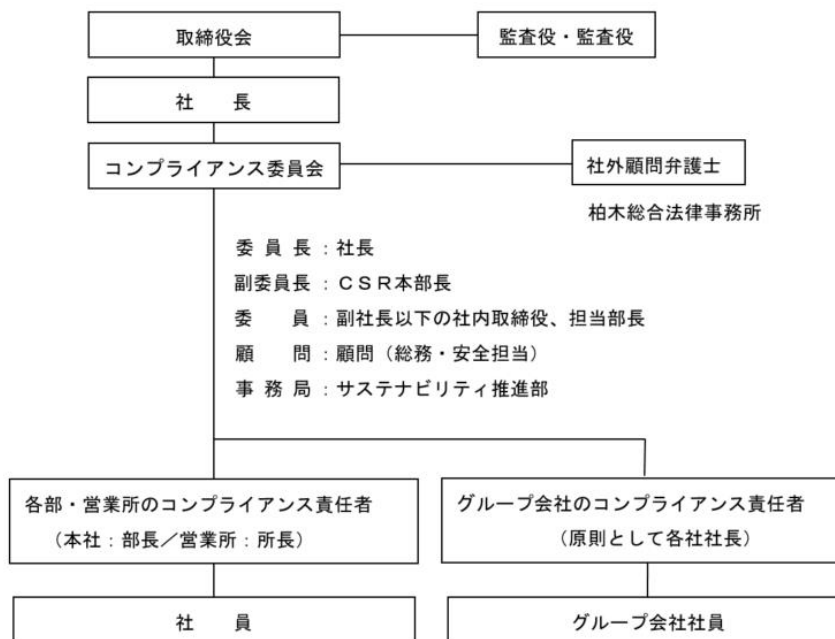 取締役会
監査役・監査役
社　　長
コンプライアンス委員会
社外顧問弁護士
柏木総合法律事務所
委 員 長 ：社長
副委員長 ：ＣＳＲ本部長
委　　員 ：副社長以下の社内取締役、担当部長
顧　　問 ：顧問（総務・安全担当）
事 務 局 ：サステナビリティ推進部
各部・営業所のコンプライアンス責任者
（本社：部長／営業所：所長）
グループ会社のコンプライアンス責任者
（原則として各社社長）
社　　員
グループ会社社員